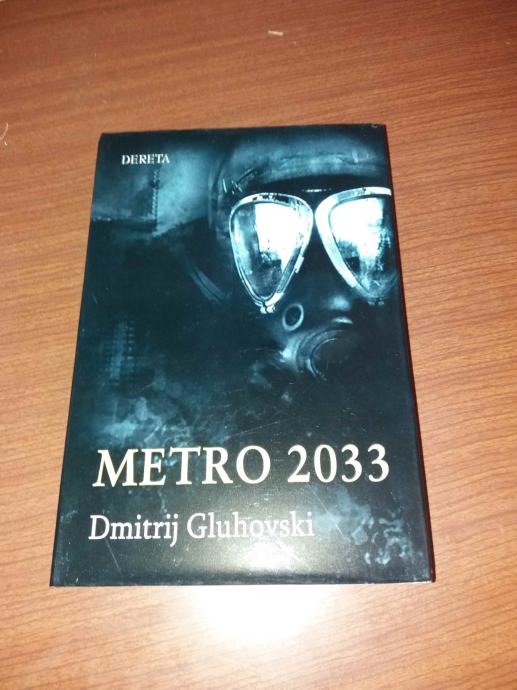 DERETA
METRO 2033
Dmitrij Gluhovski